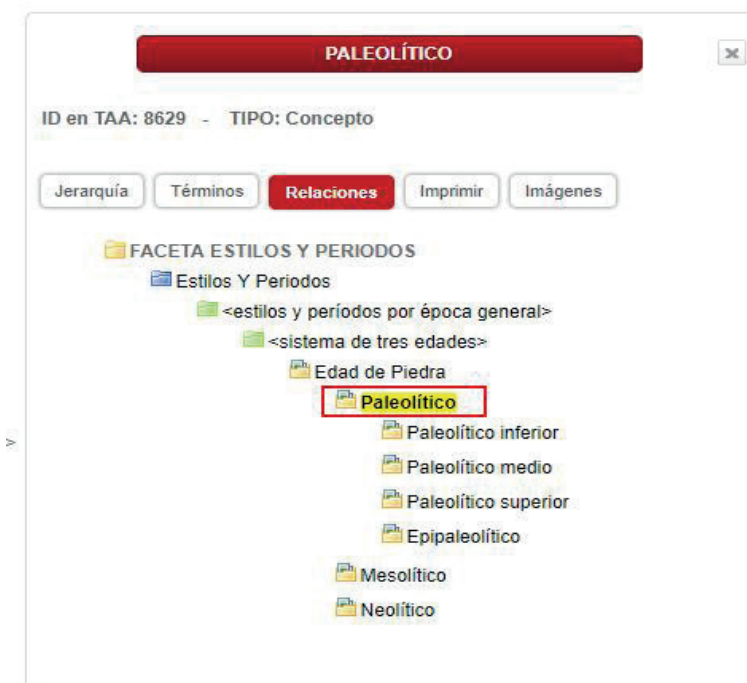 PALEOLÍTICO
ID en TAA: 8629 - TIPO: Concepto
Jerarquía Términos Relaciones Imprimir Imágenes
FACETA ESTILOS Y PERIODOS
Estilos Y Periodos
<estilos y períodos por época general>
<sistema de tres edades>
Edad de Piedra
Paleolítico
Paleolítico inferior
Paleolítico medio
Paleolítico superior
Epipaleolítico
Mesolítico
Neolítico